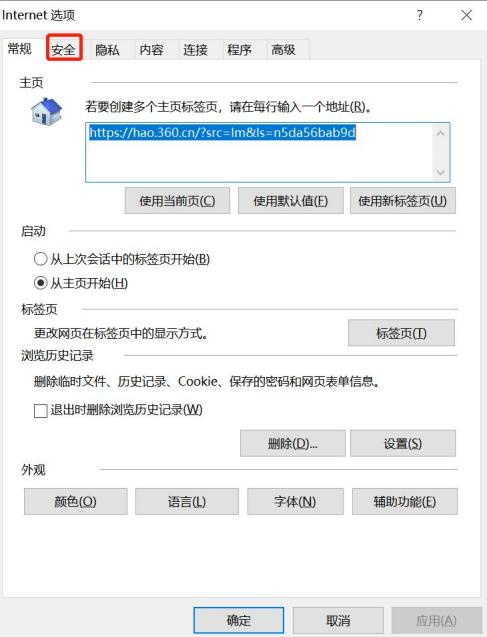 Internet 选项
常规 安全 隐私 内容 连接 程序 高级
主页
若要创建多个主页标签页，请在每行输入一个地址(R)。
https://hao.360.cn/?src=lm&ls=n5da56bab9d
使用当前页(C) 使用默认值(F) 使用新标签页(U)
启动
从上次会话中的标签页开始(B)
从主页开始(H)
标签页
更改网页在标签页中的显示方式。 标签页(T)
浏览历史记录
删除临时文件、历史记录、Cookie、保存的密码和网页表单信息。
退出时删除浏览历史记录(W)
删除(D)... 设置(S)
外观
颜色(O) 语言(L) 字体(N) 辅助功能(E)
确定 取消 应用(A)